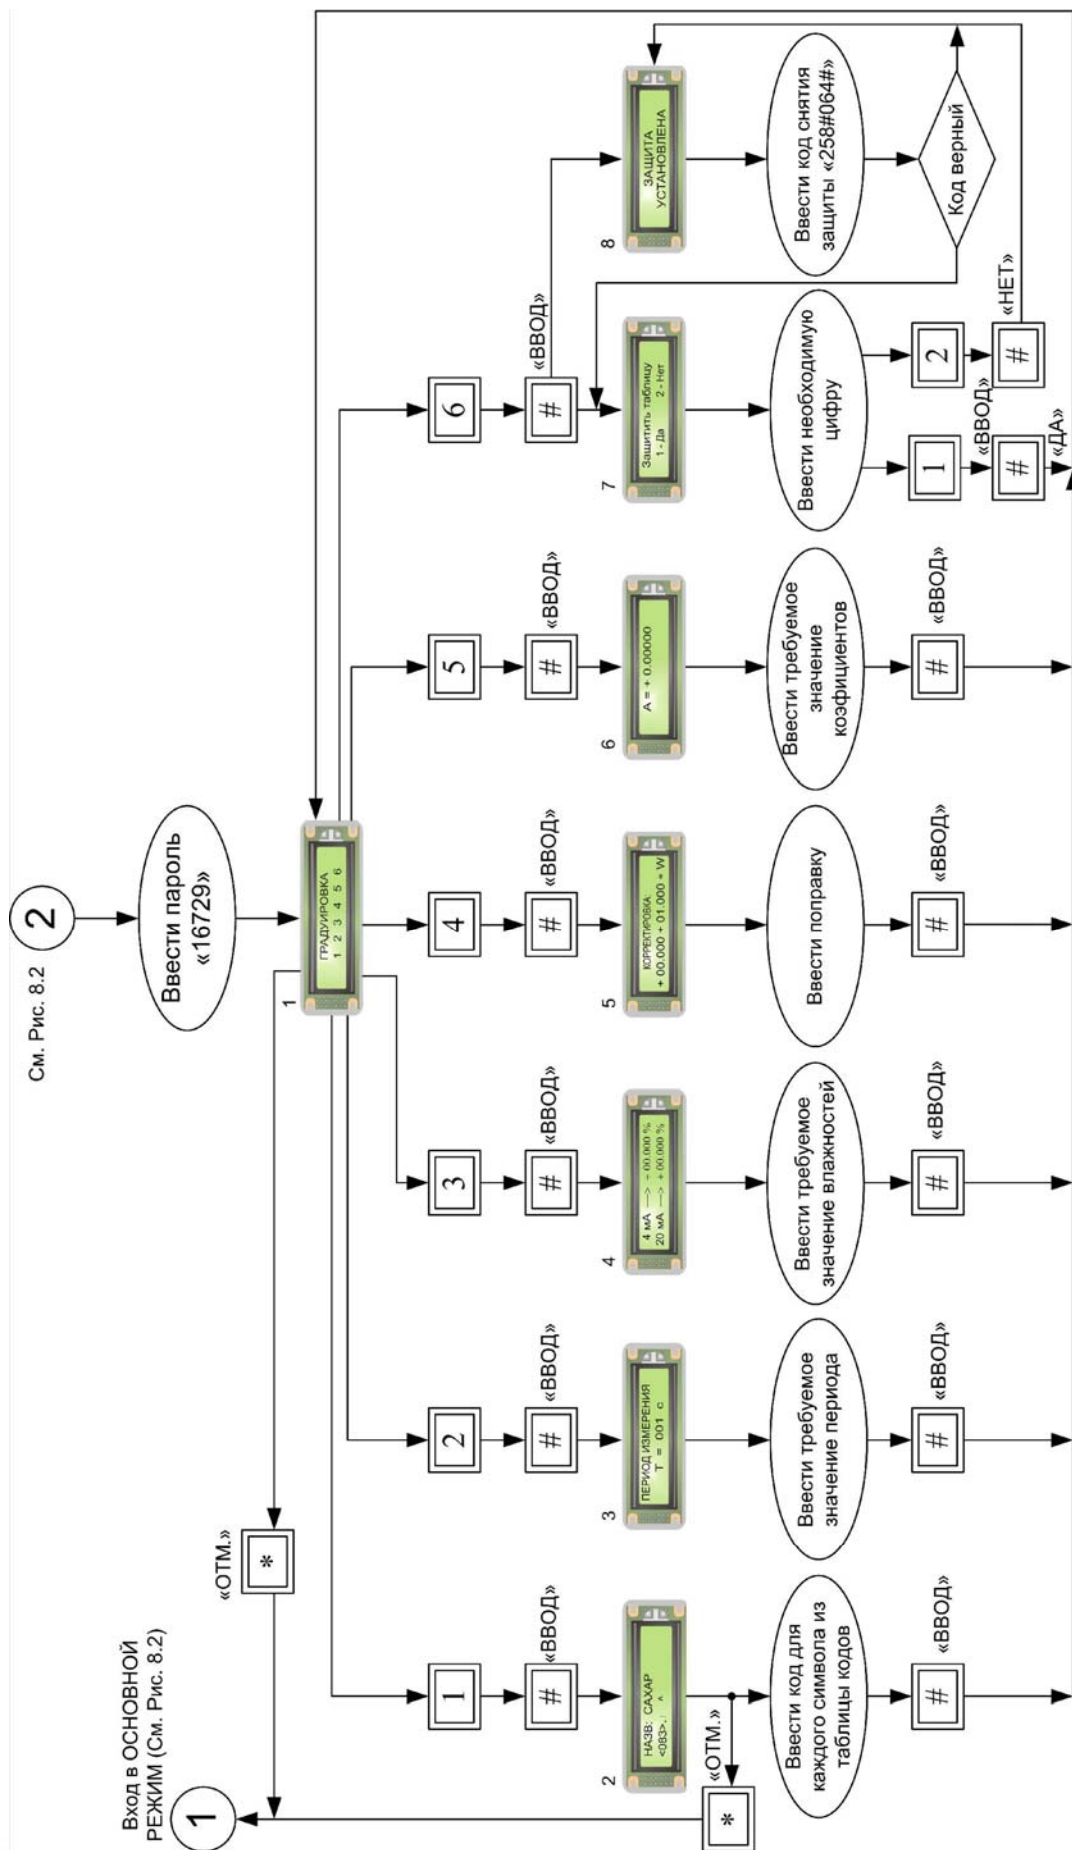 См. Рис. 8.2
2
Ввести пароль
«16729»
Вход в ОСНОВНОЙ
РЕЖИМ (См. Рис. 8.2)
1
«ОТМ.»
*
1
ГРАДУИРОВКА
1 2 3 4 5 6
1
#
«ВВОД»
2
НАЗВ: САХАР
<083>. ^
«ОТМ.»
*
Ввести код для
каждого символа из
таблицы кодов
#
«ВВОД»
2
#
«ВВОД»
3
ПЕРИОД ИЗМЕРЕНИЯ
Т = 001 с
Ввести требуемое
значение периода
#
«ВВОД»
3
#
«ВВОД»
4
4 мА —> + 00.000 %
20 мА —> + 00.000 %
Ввести требуемое
значение влажностей
#
«ВВОД»
4
#
«ВВОД»
5
КОРРЕКТИРОВКА:
+ 00.000 + 01.000 * W
Ввести поправку
#
«ВВОД»
5
#
«ВВОД»
6
А = + 0.00000
Ввести требуемое
значение
коэфициентов
#
«ВВОД»
6
#
«ВВОД»
7
Защитить таблицу
1 - Да 2 - Нет
Ввести необходимую
цифру
1
«ВВОД»
#
«ДА»
2
#
«НЕТ»
8
ЗАЩИТА
УСТАНОВЛЕНА
Ввести код снятия
защиты «258#064#»
Код верный